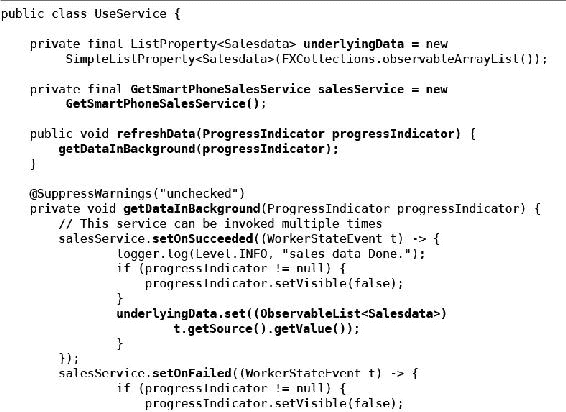 public class UseService {
private final ListProperty<Salesdata> underlyingData = new
SimpleListProperty<Salesdata>(FXCollections.observableArrayList());
private final GetSmartPhoneSalesService salesService = new
GetSmartPhoneSalesService();
public void refreshData(ProgressIndicator progressIndicator) {
getDataInBackground(progressIndicator);
}
@SuppressWarnings("unchecked")
private void getDataInBackground(ProgressIndicator progressIndicator) {
// This service can be invoked multiple times
salesService.setOnSucceeded((WorkerStateEvent t) -> {
logger.log(Level.INFO, "sales data Done.");
if (progressIndicator != null) {
progressIndicator.setVisible(false);
}
underlyingData.set((ObservableList<Salesdata>)
t.getSource().getValue());
}
});
salesService.setOnFailed((WorkerStateEvent t) -> {
if (progressIndicator != null) {
progressIndicator.setVisible(false);